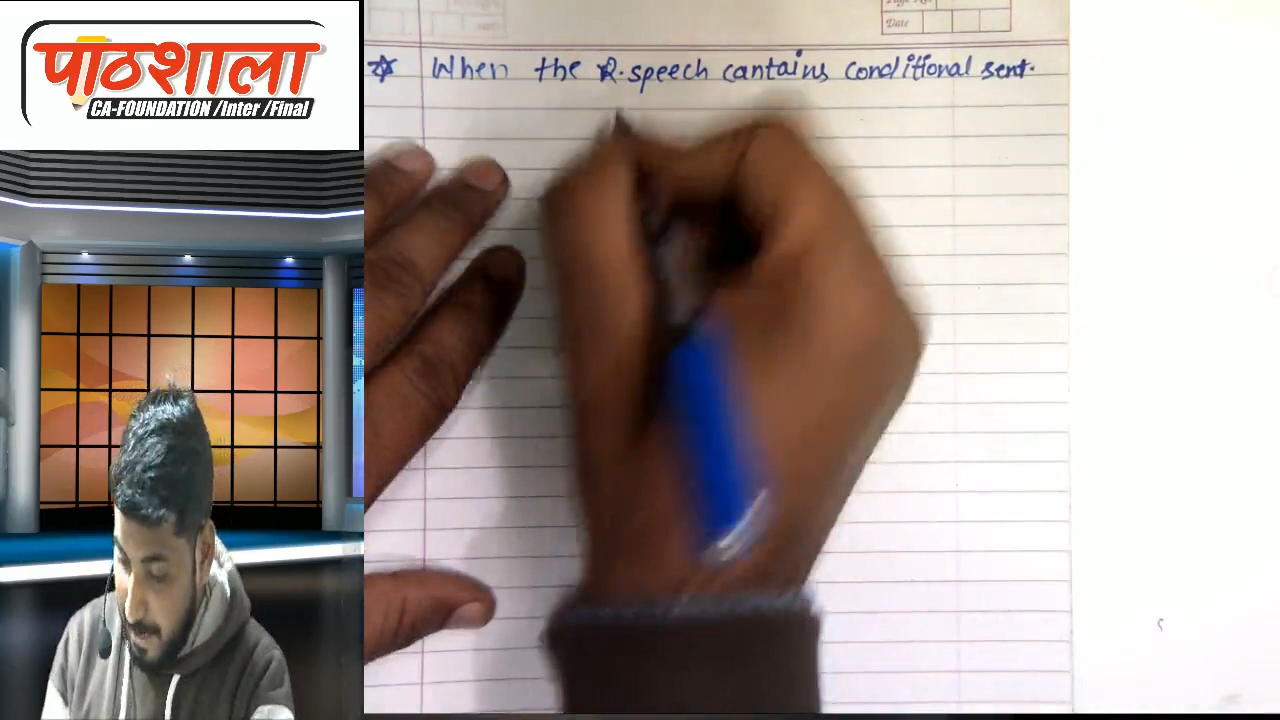 पाठशाला
CA-FOUNDATION /Inter /Final
Date
☆ When the R.speech cantains conditional sent.